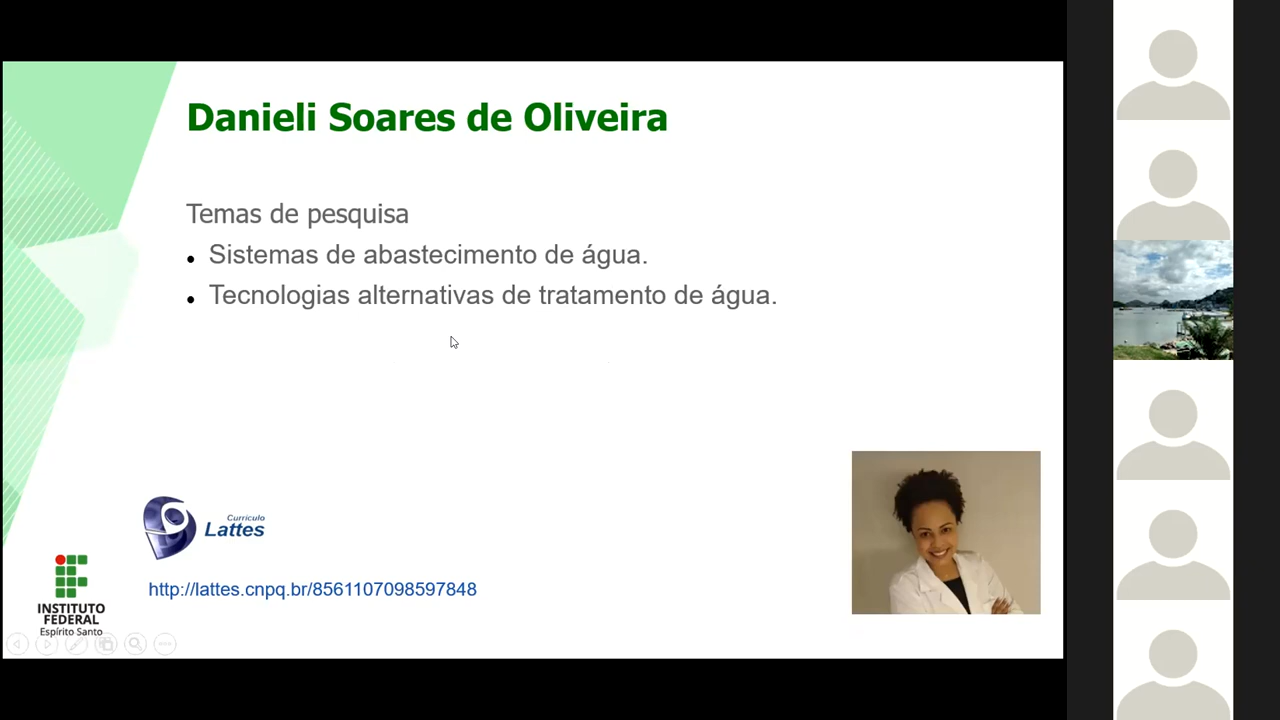 Danieli Soares de Oliveira
Temas de pesquisa
• Sistemas de abastecimento de água.
• Tecnologias alternativas de tratamento de água.
Currículo
Lattes
http://lattes.cnpq.br/8561107098597848
INSTITUTO
FEDERAL
Espírito Santo